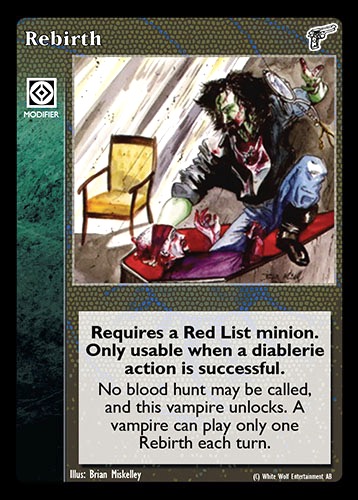 Rebirth
MODIFIER
Requires a Red List minion.
Only usable when a diablerie
action is successful.
No blood hunt may be called,
and this vampire unlocks. A
vampire can play only one
Rebirth each turn.
Illus: Brian Miskelley
(C) White Wolf Entertainment AB